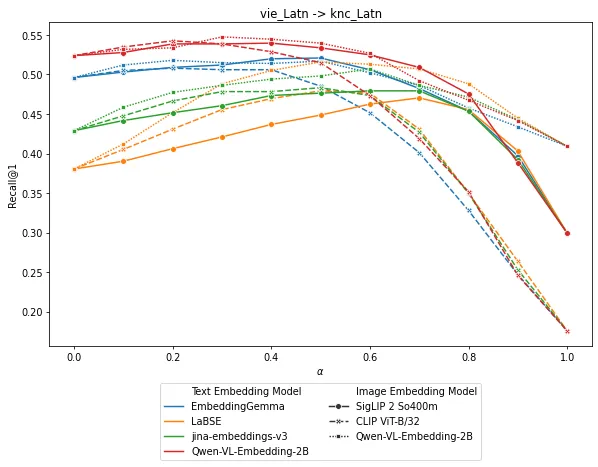 vie_Latn -> knc_Latn
Recall@1
0.55
0.50
0.45
0.40
0.35
0.30
0.25
0.20
0.0 0.2 0.4 0.6 0.8 1.0
α
Text Embedding Model
EmbeddingGemma
LaBSE
jina-embeddings-v3
Qwen-VL-Embedding-2B
Image Embedding Model
SigLIP 2 So400m
CLIP ViT-B/32
Qwen-VL-Embedding-2B